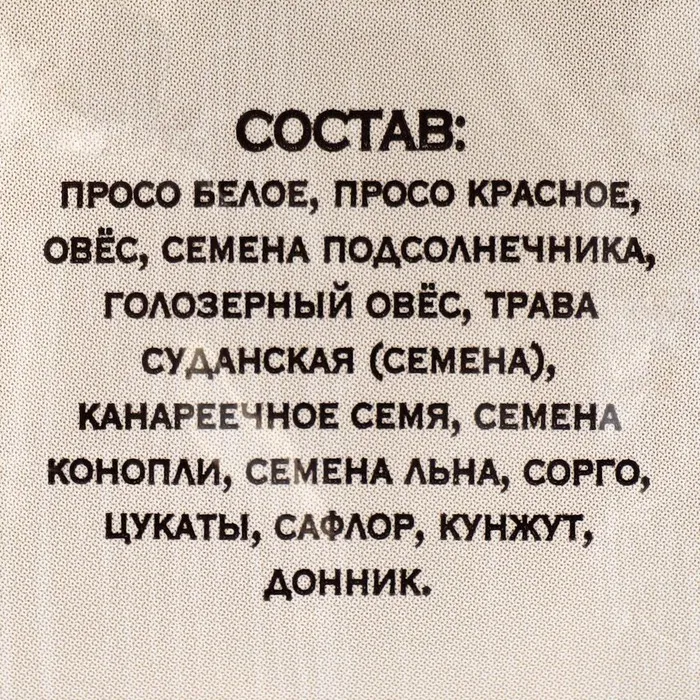 СОСТАВ:
ПРОСО БЕЛОЕ, ПРОСО КРАСНОЕ,
ОВЁС, СЕМЕНА ПОДСОЛНЕЧНИКА,
ГОЛОЗЕРНЫЙ ОВЁС, ТРАВА
СУДАНСКАЯ (СЕМЕНА),
КАНАРЕЕЧНОЕ СЕМЯ, СЕМЕНА
КОНОПЛИ, СЕМЕНА ЛЬНА, СОРГО,
ЦУКАТЫ, САФЛОР, КУНЖУТ,
ДОННИК.